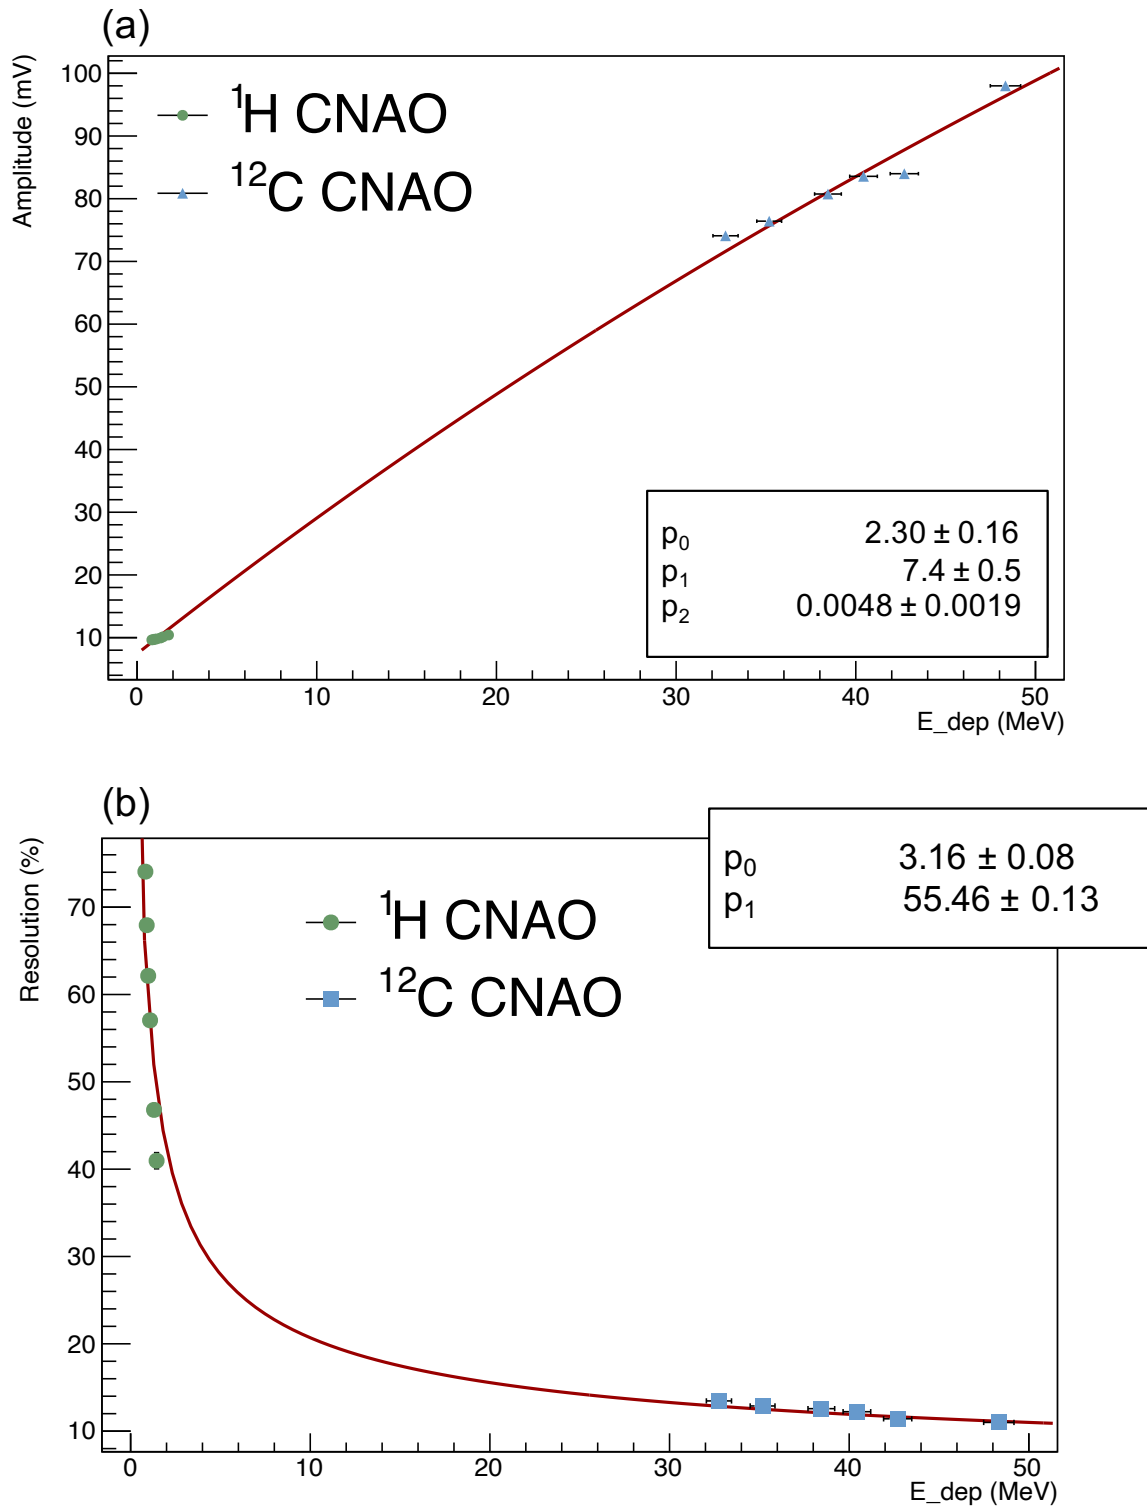 (a)
Amplitude (mV)
100
90
80
70
60
50
40
30
20
10
¹H CNAO
¹²C CNAO
p₀ 2.30 ± 0.16
p₁ 7.4 ± 0.5
p₂ 0.0048 ± 0.0019
0 10 20 30 40 50
E_dep (MeV)
(b)
Resolution (%)
70
60
50
40
30
20
10
p₀ 3.16 ± 0.08
p₁ 55.46 ± 0.13
¹H CNAO
¹²C CNAO
0 10 20 30 40 50
E_dep (MeV)